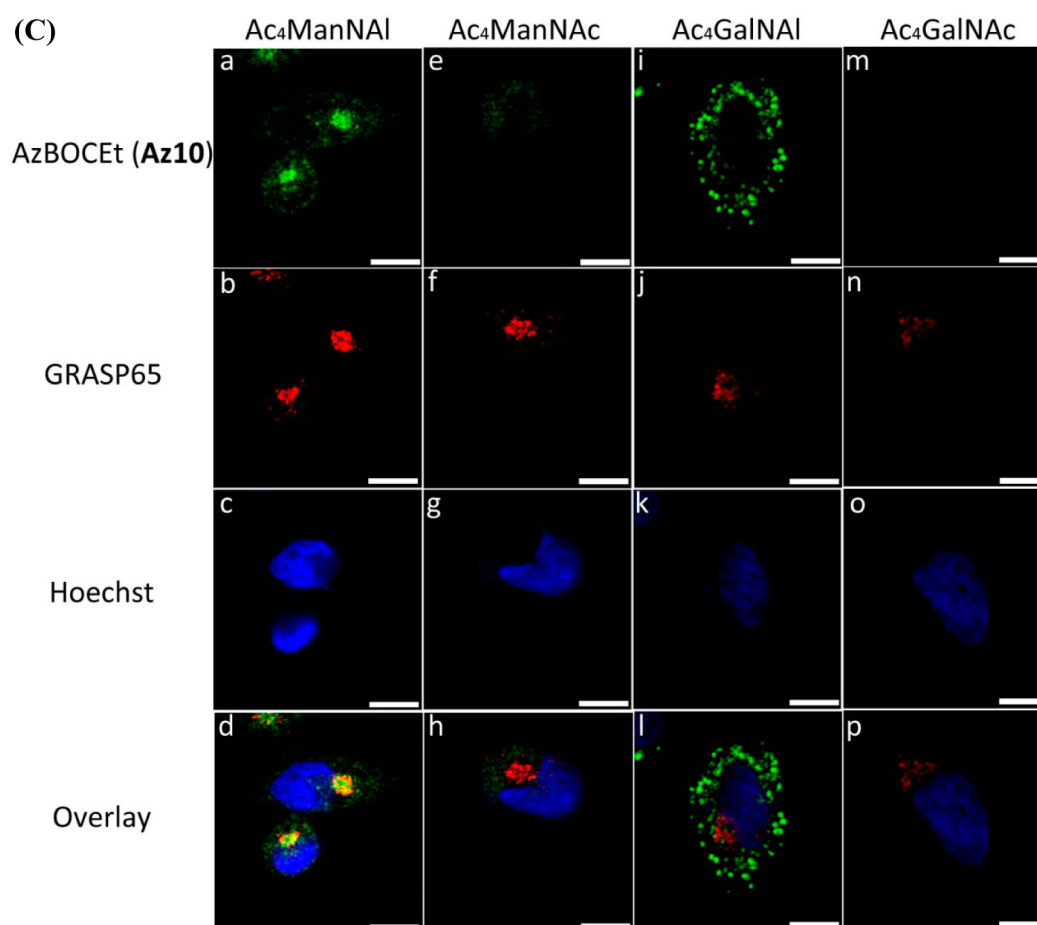 (C)
Ac₄ManNAl Ac₄ManNAc Ac₄GalNAl Ac₄GalNAc
a e i m
AzBOCEt (Az10)
b f j n
GRASP65
c g k o
Hoechst
d h l p
Overlay